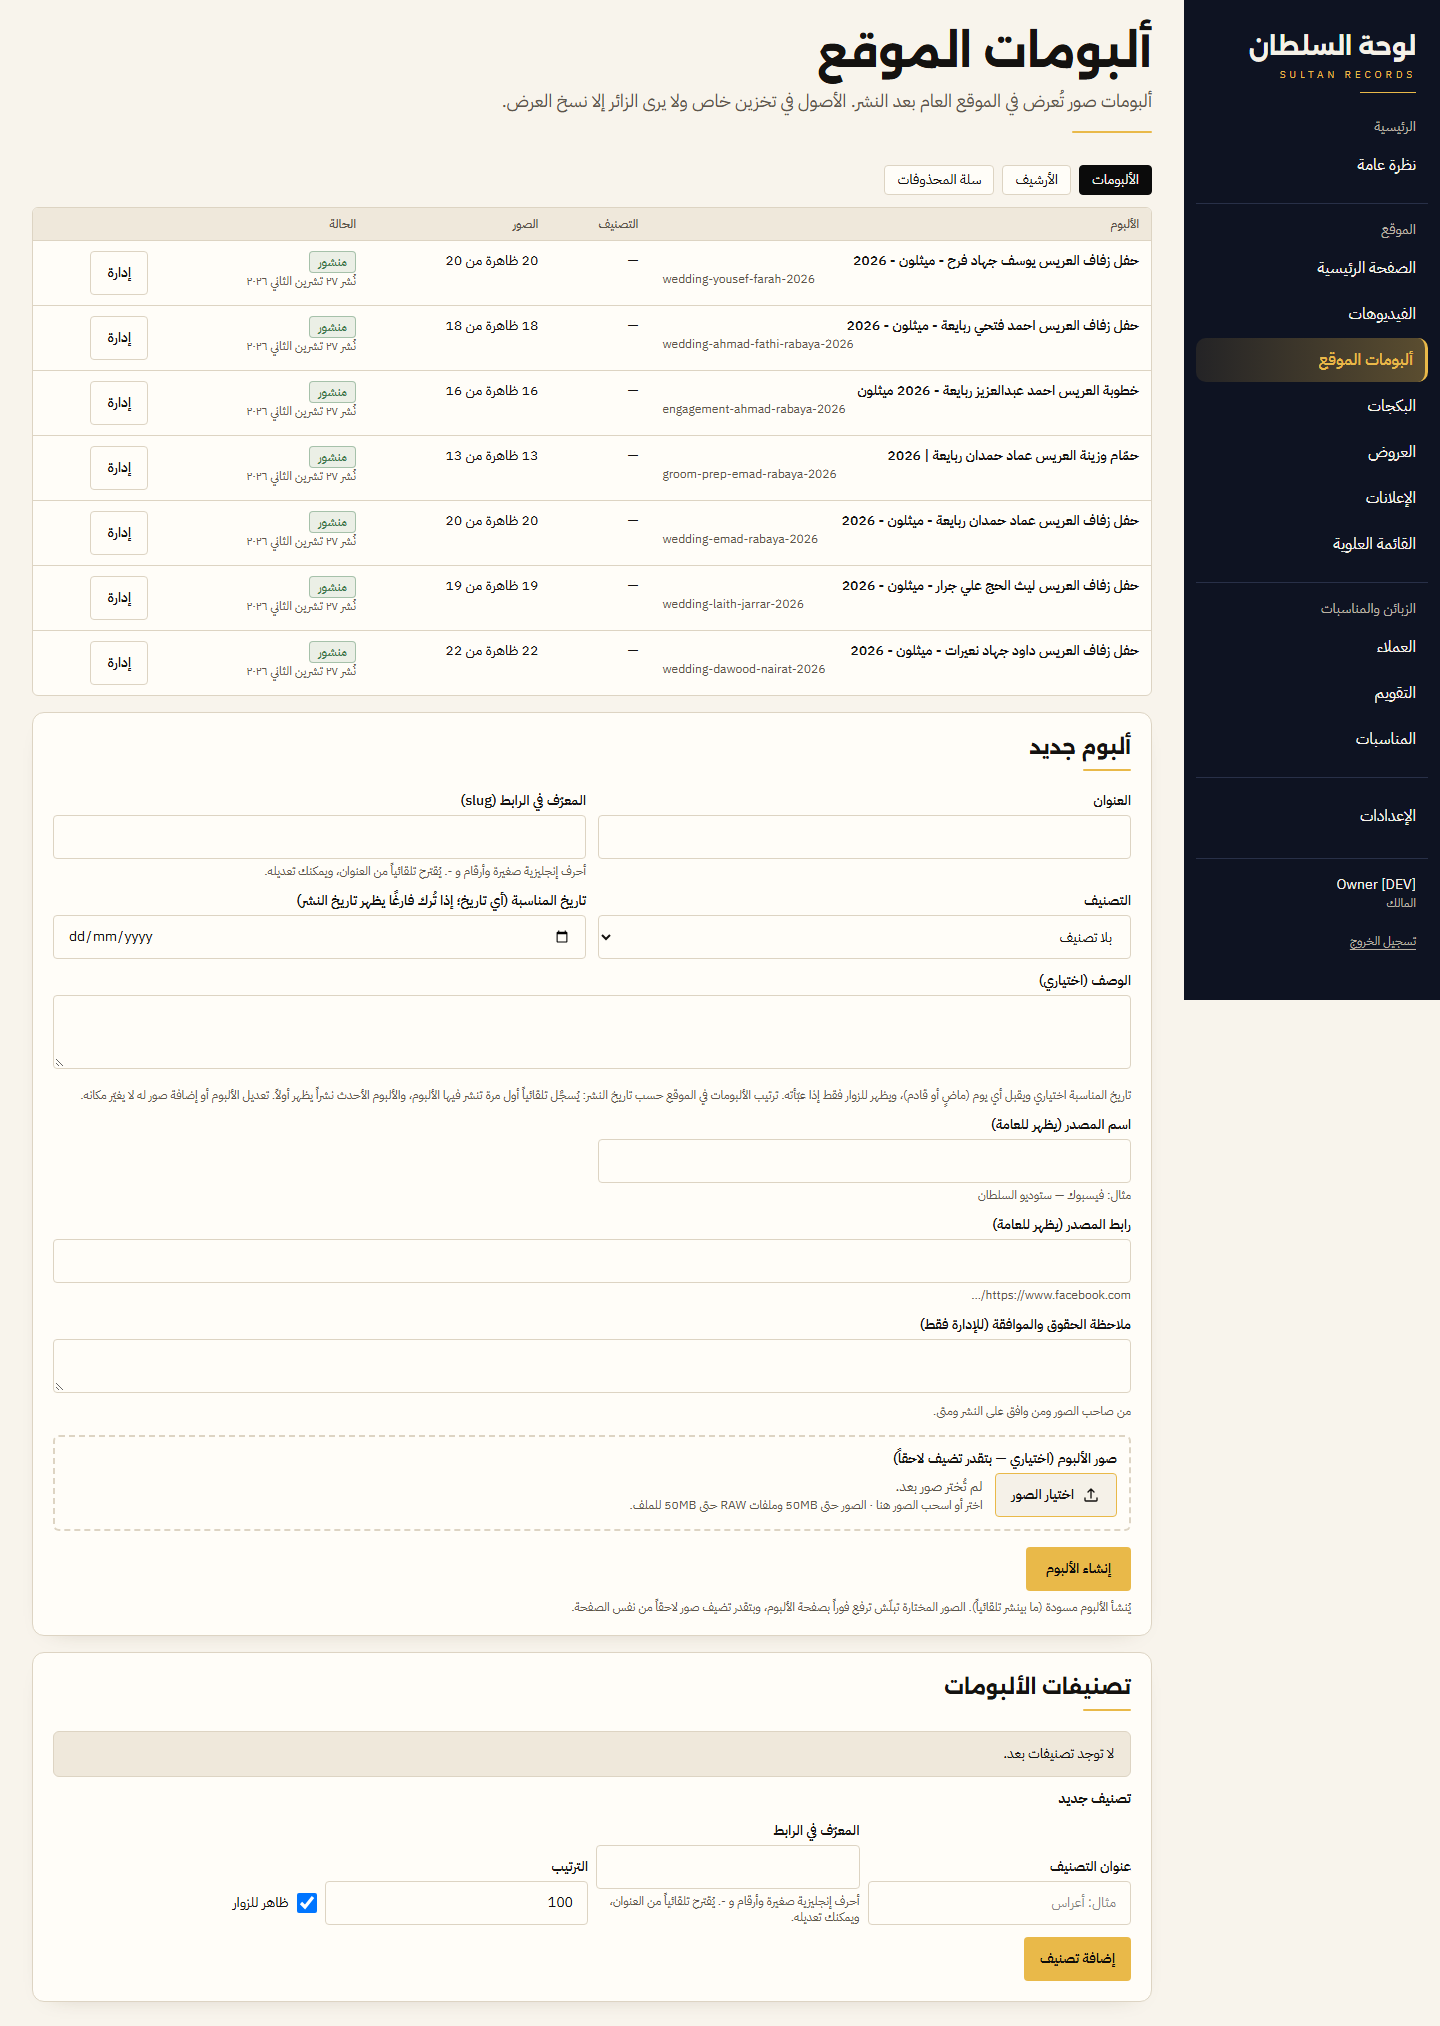 لوحة السلطان
SULTAN RECORDS
الرئيسية
نظرة عامة
الموقع
الصفحة الرئيسية
الفيديوهات
ألبومات الموقع
البكجات
العروض
الإعلانات
القائمة العلوية
الزبائن والمناسبات
العملاء
التقويم
المناسبات
الإعدادات
Owner [DEV]
المالك
تسجيل الخروج
ألبومات الموقع
ألبومات صور تُعرض في الموقع العام بعد النشر. الأصول في تخزين خاص ولا يرى الزائر إلا نسخ العرض.
الألبومات الأرشيف سلة المحذوفات
الألبوم التصنيف الصور الحالة
حفل زفاف العريس يوسف جهاد فرح - ميثلون - 2026 — 20 ظاهرة من 20 منشور إدارة
wedding-yousef-farah-2026 نُشر ٢٧ تشرين الثاني ٢٠٢٦
حفل زفاف العريس احمد فتحي ربايعة - ميثلون - 2026 — 18 ظاهرة من 18 منشور إدارة
wedding-ahmad-fathi-rabaya-2026 نُشر ٢٧ تشرين الثاني ٢٠٢٦
خطوبة العريس احمد عبدالعزيز ربايعة - 2026 ميثلون — 16 ظاهرة من 16 منشور إدارة
engagement-ahmad-rabaya-2026 نُشر ٢٧ تشرين الثاني ٢٠٢٦
حمّام وزينة العريس عماد حمدان ربايعة | 2026 — 13 ظاهرة من 13 منشور إدارة
groom-prep-emad-rabaya-2026 نُشر ٢٧ تشرين الثاني ٢٠٢٦
حفل زفاف العريس عماد حمدان ربايعة - ميثلون - 2026 — 20 ظاهرة من 20 منشور إدارة
wedding-emad-rabaya-2026 نُشر ٢٧ تشرين الثاني ٢٠٢٦
حفل زفاف العريس ليث الحج علي جرار - ميثلون - 2026 — 19 ظاهرة من 19 منشور إدارة
wedding-laith-jarrar-2026 نُشر ٢٧ تشرين الثاني ٢٠٢٦
حفل زفاف العريس داود جهاد نعيرات - ميثلون - 2026 — 22 ظاهرة من 22 منشور إدارة
wedding-dawood-nairat-2026 نُشر ٢٧ تشرين الثاني ٢٠٢٦
ألبوم جديد
العنوان المعرّف في الرابط (slug)
أحرف إنجليزية صغيرة وأرقام و -. يُقترح تلقائياً من العنوان، ويمكنك تعديله.
التصنيف تاريخ المناسبة (أي تاريخ؛ إذا تُرك فارغًا يظهر تاريخ النشر)
بلا تصنيف dd/mm/yyyy
الوصف (اختياري)
تاريخ المناسبة اختياري ويقبل أي يوم (ماضٍ أو قادم)، ويظهر للزوار فقط إذا عبّأته. ترتيب الألبومات في الموقع حسب تاريخ النشر: يُسجَّل تلقائياً أول مرة تنشر فيها الألبوم، والألبوم الأحدث نشراً يظهر أولاً. تعديل الألبوم أو إضافة صور له لا يغيّر مكانه.
اسم المصدر (يظهر للعامة)
مثال: فيسبوك — ستوديو السلطان
رابط المصدر (يظهر للعامة)
https://www.facebook.com/...
ملاحظة الحقوق والموافقة (للإدارة فقط)
من صاحب الصور ومن وافق على النشر ومتى.
صور الألبوم (اختياري — بتقدر تضيف لاحقاً)
اختيار الصور لم تُختر صور بعد.
اختر أو اسحب الصور هنا · الصور حتى 50MB وملفات RAW حتى 50MB للملف.
إنشاء الألبوم
يُنشأ الألبوم مسودة (ما بينشر تلقائياً). الصور المختارة تبلّش ترفع فوراً بصفحة الألبوم، وبتقدر تضيف صور لاحقاً من نفس الصفحة.
تصنيفات الألبومات
لا توجد تصنيفات بعد.
تصنيف جديد
عنوان التصنيف المعرّف في الرابط الترتيب
مثال: أعراس 100 ظاهر للزوار
أحرف إنجليزية صغيرة وأرقام و -. يُقترح تلقائياً من العنوان،
ويمكنك تعديله.
إضافة تصنيف